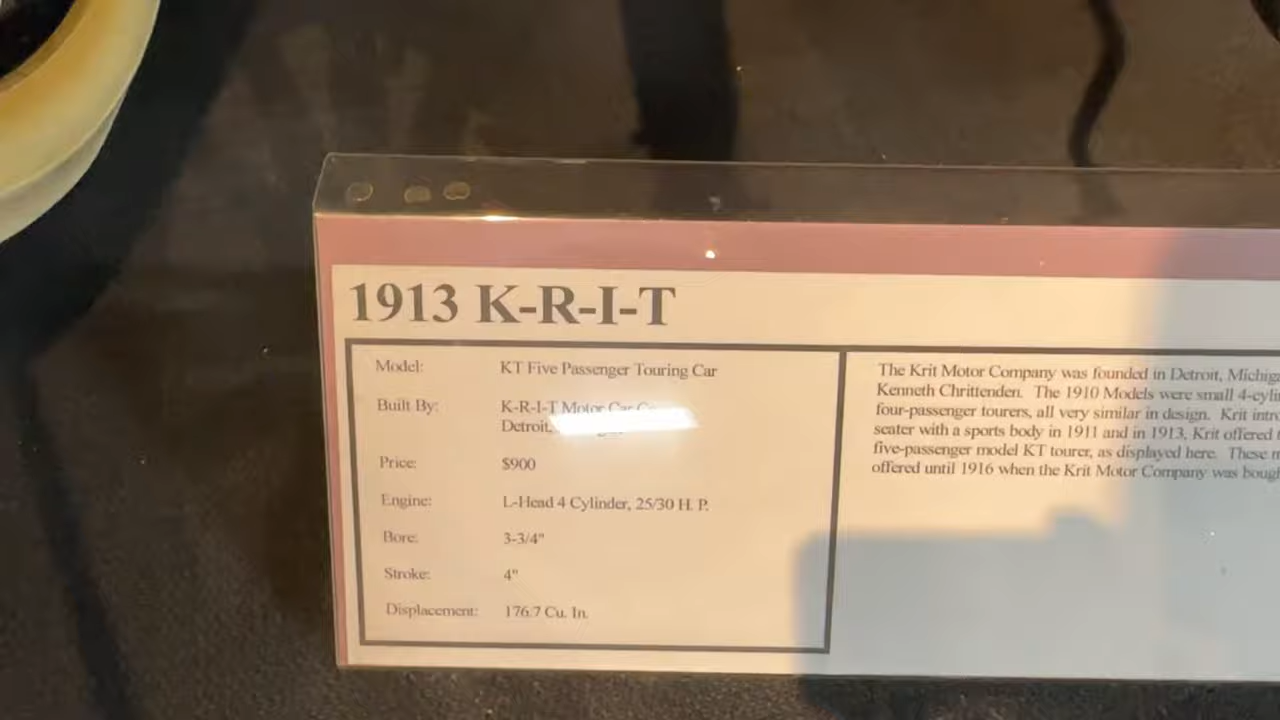 1913 K-R-I-T
Model: KT Five Passenger Touring Car
Built By: K-R-I-T Motor Car
Detroit,
Price: $900
Engine: L-Head 4 Cylinder, 25/30 H. P.
Bore: 3-3/4"
Stroke: 4"
Displacement: 176.7 Cu. In.
The Krit Motor Company was founded in Detroit,
Kenneth Chrittenden. The 1910 Models were small
four-passenger tourers, all very similar in design. Krit
seater with a sports body in 1911 and in 1913, Krit offered
five-passenger model KT tourer, as displayed here. These
offered until 1916 when the Krit Motor Company was